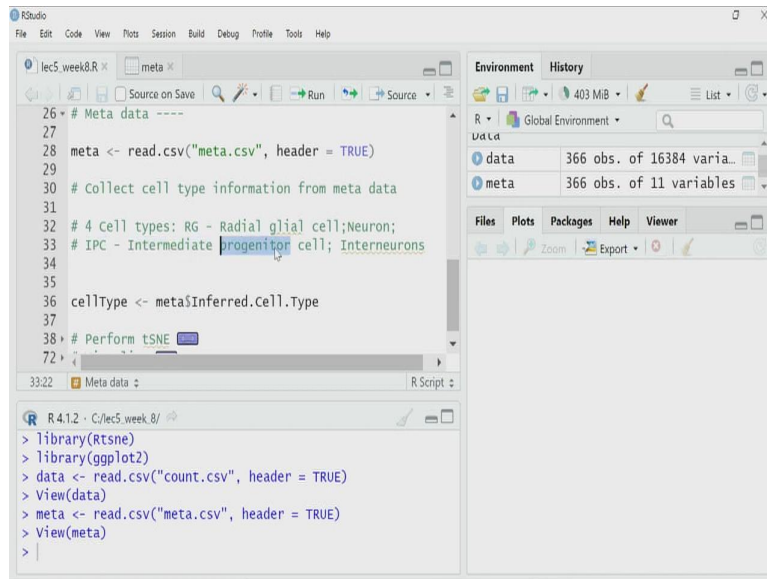 RStudio
File Edit Code View Plots Session Build Debug Profile Tools Help
lec5_week8.R × meta ×
Source on Save Run Source
26 # Meta data ----
27
28 meta <- read.csv("meta.csv", header = TRUE)
29
30 # Collect cell type information from meta data
31
32 # 4 Cell types: RG - Radial glial cell;Neuron;
33 # IPC - Intermediate progenitor cell; Interneurons
34
35
36 cellType <- meta$Inferred.Cell.Type
37
38 # Perform tSNE
72
33:22 # Meta data R Script
R 4.1.2 · C:/lec5_week_8/
> library(Rtsne)
> library(ggplot2)
> data <- read.csv("count.csv", header = TRUE)
> View(data)
> meta <- read.csv("meta.csv", header = TRUE)
> View(meta)
>
Environment History
403 MiB List
R Global Environment
Data
data 366 obs. of 16384 varia…
meta 366 obs. of 11 variables
Files Plots Packages Help Viewer
Zoom Export